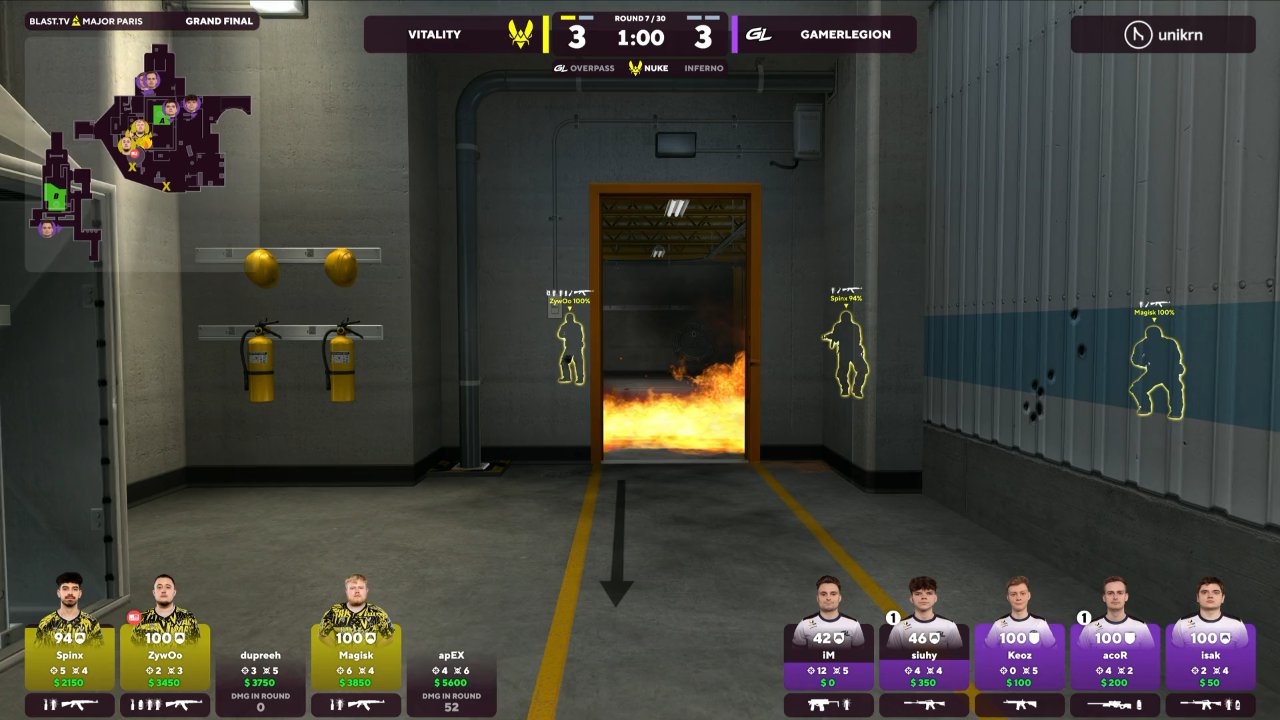 BLAST.TV MAJOR PARIS GRAND FINAL
VITALITY 3 ROUND 7 / 30 1:00 3 GL GAMERLEGION
unikrn
GL OVERPASS NUKE INFERNO
A
B
X
X
ZywOo 100%
Spinx 94%
Magisk 100%
94 100 100
Spinx ZywOo dupreeh Magisk apEX
5 4 2 3 3 5 6 4 4 6
$ 2150 $ 3450 $ 3750 $ 3850 $ 5600
DMG IN ROUND DMG IN ROUND
0 52
1 1
42 46 100 100 100
iM siuhy Keoz acoR isak
12 5 4 4 0 5 4 2 2 4
$ 0 $ 350 $ 100 $ 200 $ 50